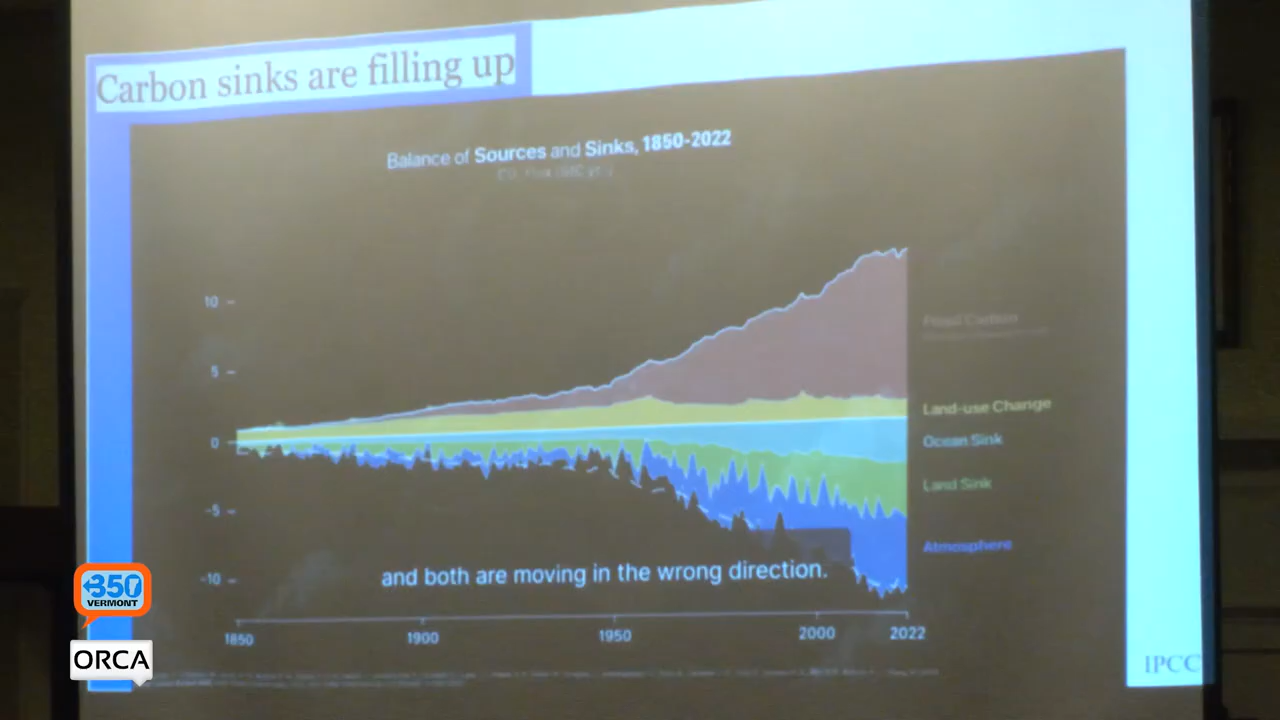 Carbon sinks are filling up
Balance of Sources and Sinks, 1850-2022
10
5
0
-5
-10
Fossil Carbon
Land-use Change
Ocean Sink
Land Sink
Atmosphere
and both are moving in the wrong direction.
1850
1900
1950
2000
2022
IPCC
350
VERMONT
ORCA